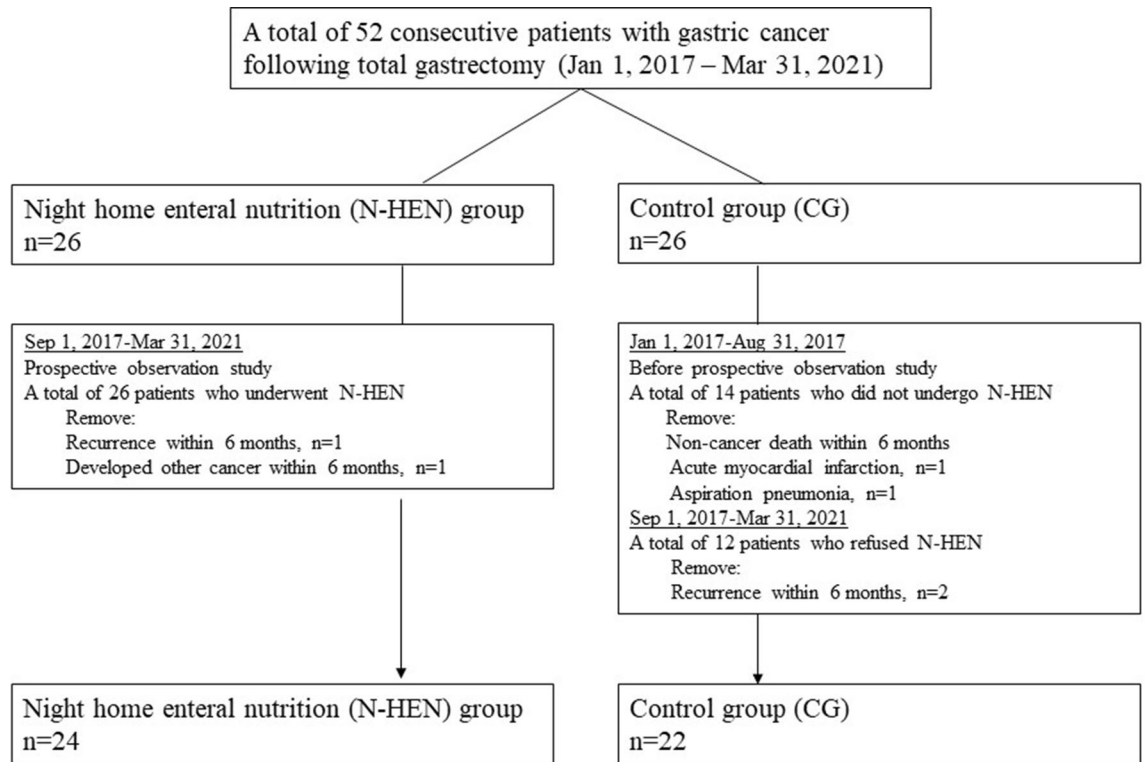 A total of 52 consecutive patients with gastric cancer
following total gastrectomy (Jan 1, 2017 – Mar 31, 2021)
Night home enteral nutrition (N-HEN) group
n=26
Control group (CG)
n=26
Sep 1, 2017-Mar 31, 2021
Prospective observation study
A total of 26 patients who underwent N-HEN
Remove:
Recurrence within 6 months, n=1
Developed other cancer within 6 months, n=1
Jan 1, 2017-Aug 31, 2017
Before prospective observation study
A total of 14 patients who did not undergo N-HEN
Remove:
Non-cancer death within 6 months
Acute myocardial infarction, n=1
Aspiration pneumonia, n=1
Sep 1, 2017-Mar 31, 2021
A total of 12 patients who refused N-HEN
Remove:
Recurrence within 6 months, n=2
Night home enteral nutrition (N-HEN) group
n=24
Control group (CG)
n=22